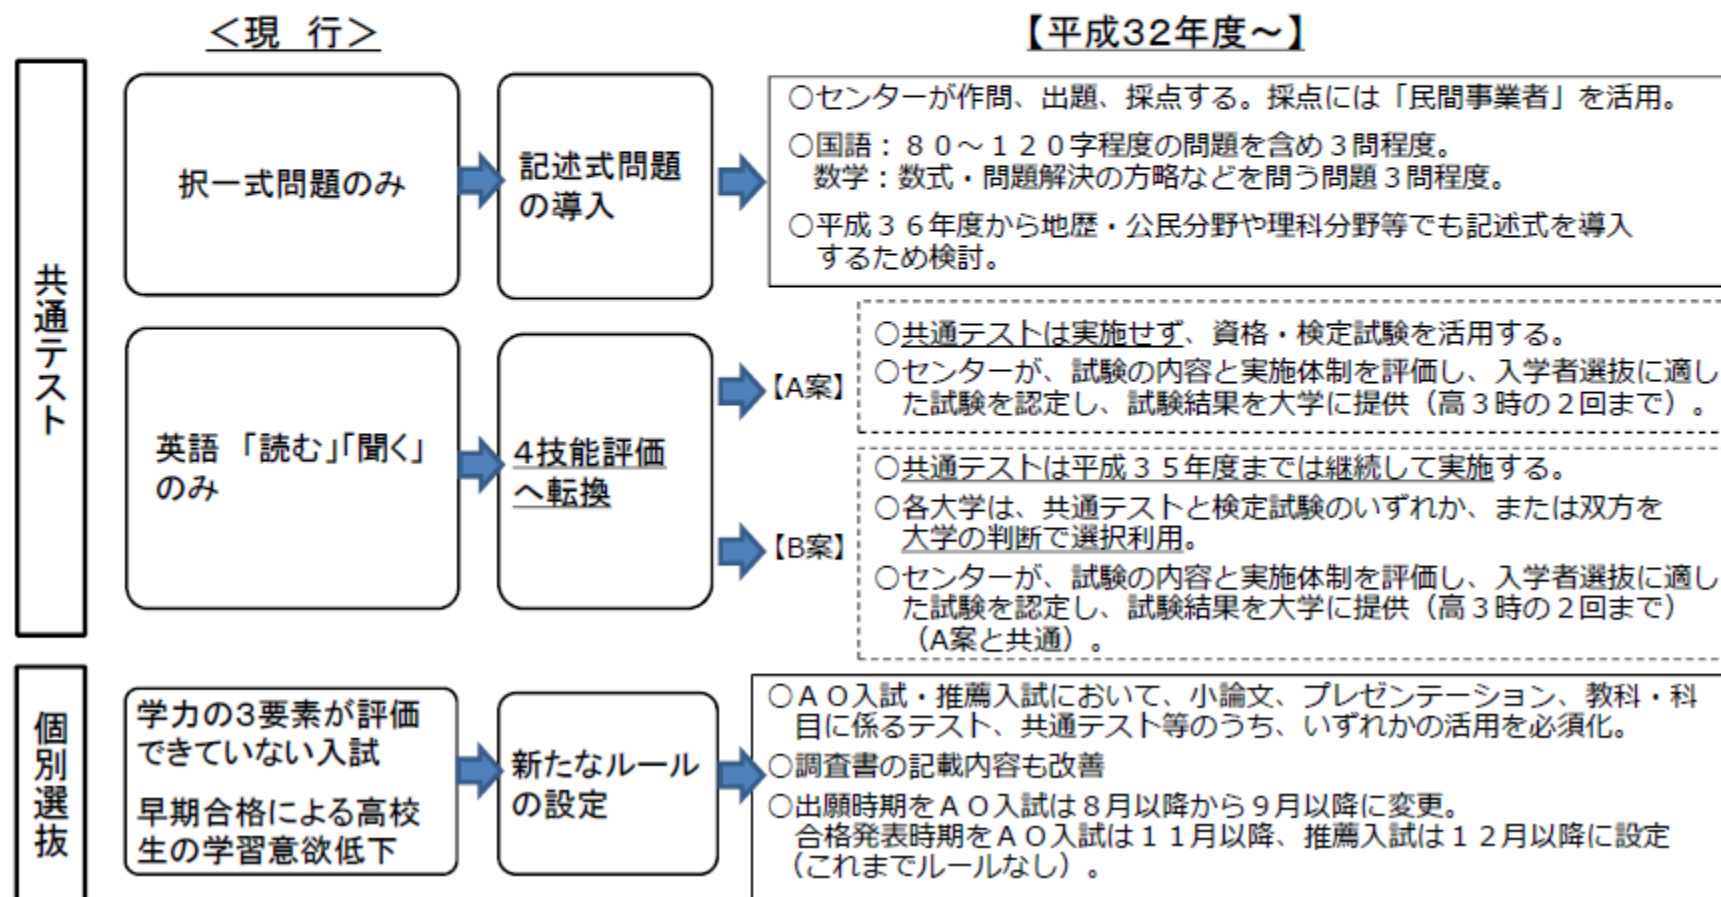 ＜現　行＞
【平成32年度～】
共通テスト
択一式問題のみ
記述式問題
の導入
○センターが作問、出題、採点する。採点には「民間事業者」を活用。
○国語：８０～１２０字程度の問題を含め３問程度。
数学：数式・問題解決の方略などを問う問題３問程度。
○平成３６年度から地歴・公民分野や理科分野等でも記述式を導入
するため検討。
英語　「読む」「聞く」
のみ
4技能評価
へ転換
【A案】
○共通テストは実施せず、資格・検定試験を活用する。
○センターが、試験の内容と実施体制を評価し、入学者選抜に適し
た試験を認定し、試験結果を大学に提供（高３時の２回まで）。
【B案】
○共通テストは平成３５年度までは継続して実施する。
○各大学は、共通テストと検定試験のいずれか、または双方を
大学の判断で選択利用。
○センターが、試験の内容と実施体制を評価し、入学者選抜に適し
た試験を認定し、試験結果を大学に提供（高３時の２回まで）
（A案と共通）。
個別選抜
学力の3要素が評価
できていない入試
早期合格による高校
生の学習意欲低下
新たなルール
の設定
○ＡＯ入試・推薦入試において、小論文、プレゼンテーション、教科・科
目に係るテスト、共通テスト等のうち、いずれかの活用を必須化。
○調査書の記載内容も改善
○出願時期をＡＯ入試は８月以降から９月以降に変更。
合格発表時期をＡＯ入試は１１月以降、推薦入試は１２月以降に設定
（これまでルールなし）。